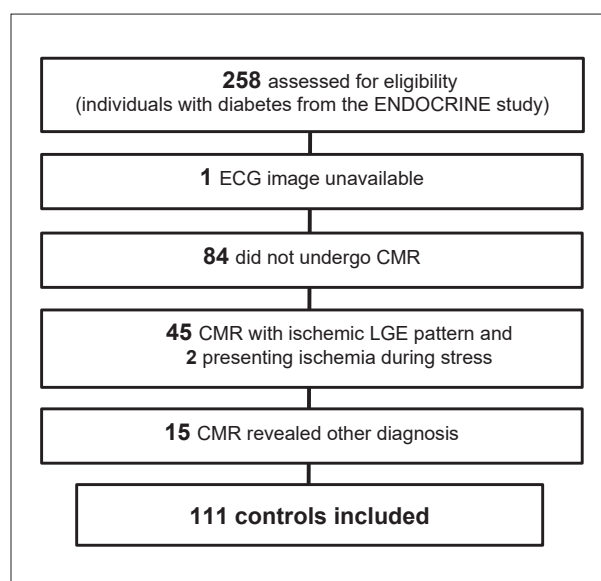 258 assessed for eligibility
(individuals with diabetes from the ENDOCRINE study)
1 ECG image unavailable
84 did not undergo CMR
45 CMR with ischemic LGE pattern and
2 presenting ischemia during stress
15 CMR revealed other diagnosis
111 controls included